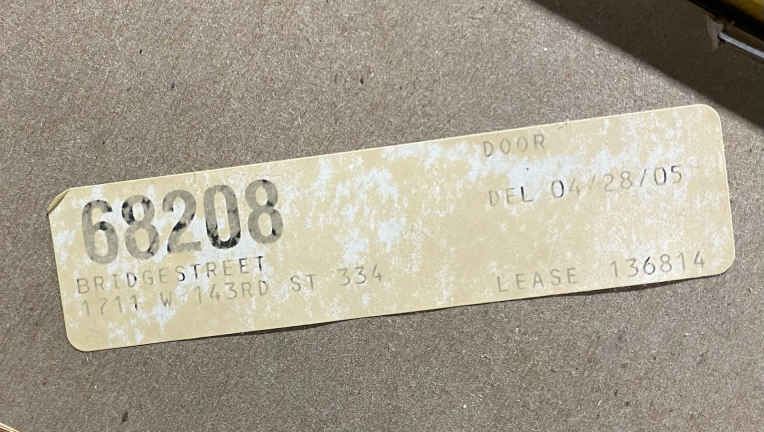 DOOR
68208
DEL 04/28/05
BRIDGESTREET
1711 W 143RD ST 334
LEASE 136814